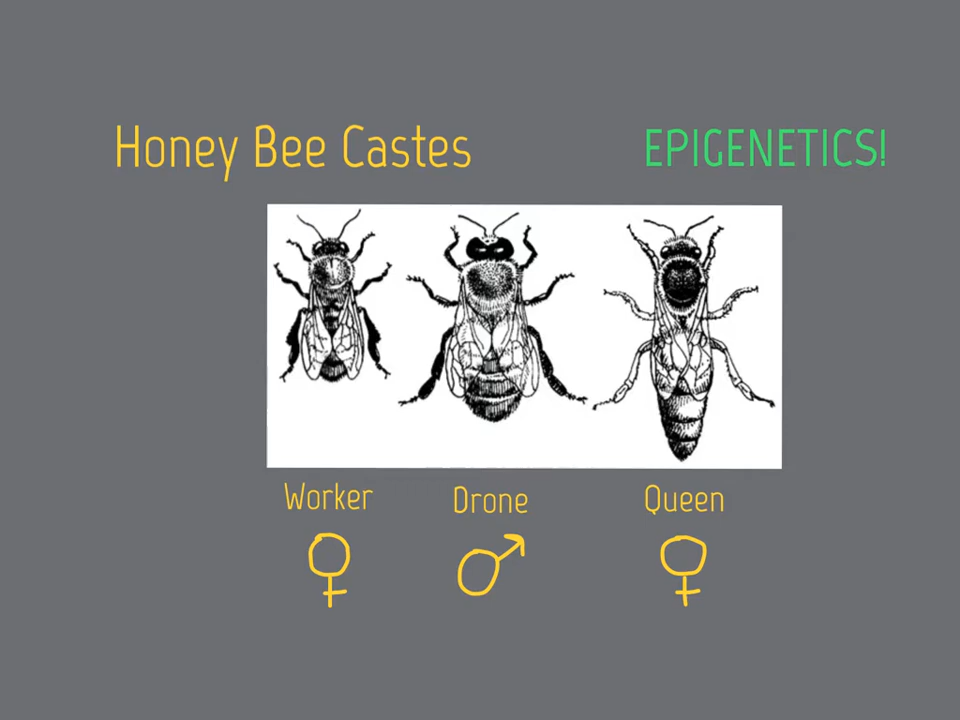 Honey Bee Castes
EPIGENETICS!
Worker
Drone
Queen